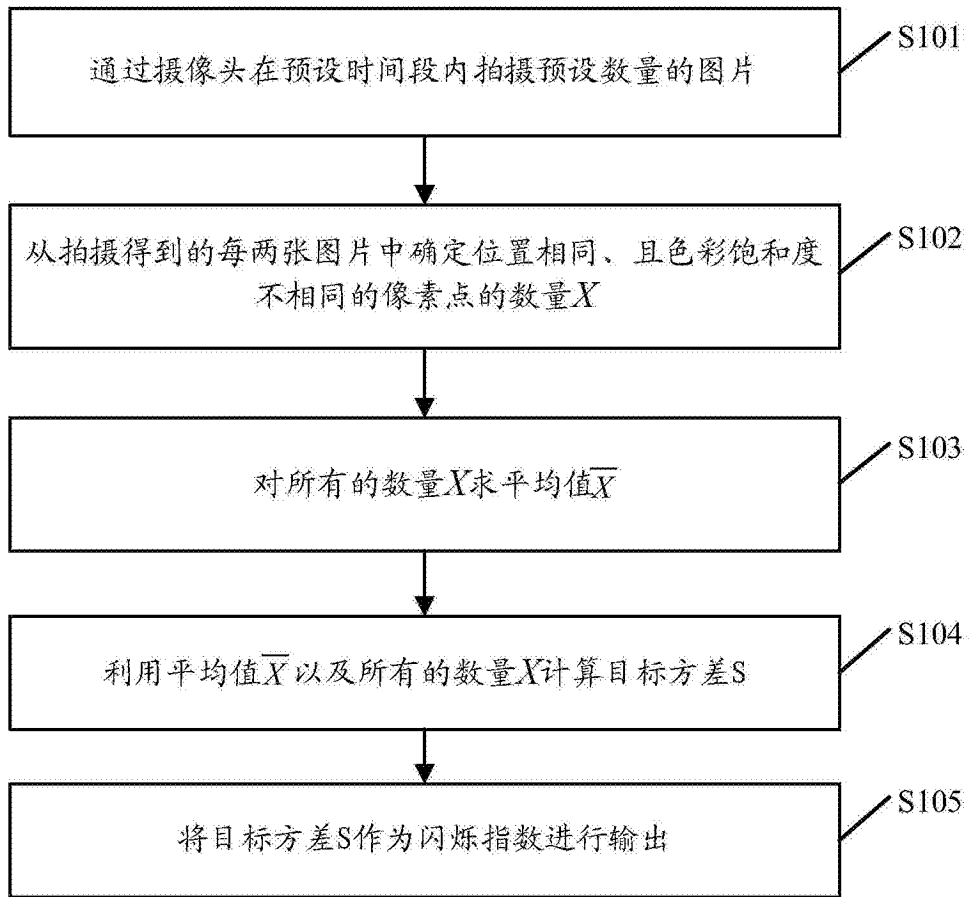 通过摄像头在预设时间段内拍摄预设数量的图片
S101
从拍摄得到的每两张图片中确定位置相同、且色彩饱和度
不相同的像素点的数量X
S102
对所有的数量X求平均值X̅
S103
利用平均值X̅以及所有的数量X计算目标方差S
S104
将目标方差S作为闪烁指数进行输出
S105